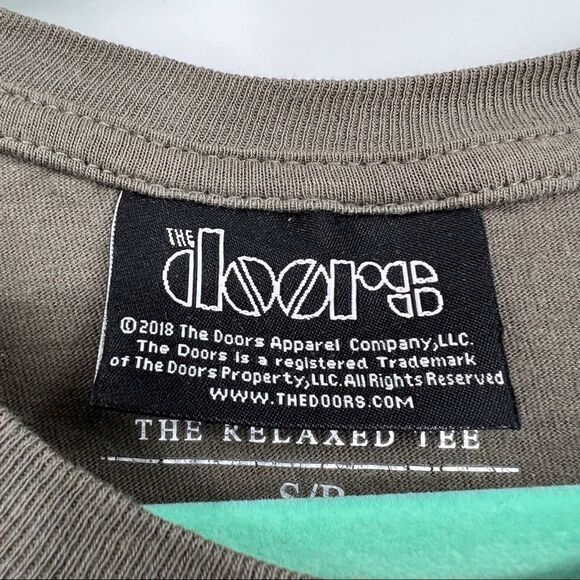 THE
doors
©2018 The Doors Apparel Company,LLC.
The Doors is a registered Trademark
of The Doors Property,LLC. All Rights Reserved
WWW.THEDOORS.COM
THE RELAXED TEE